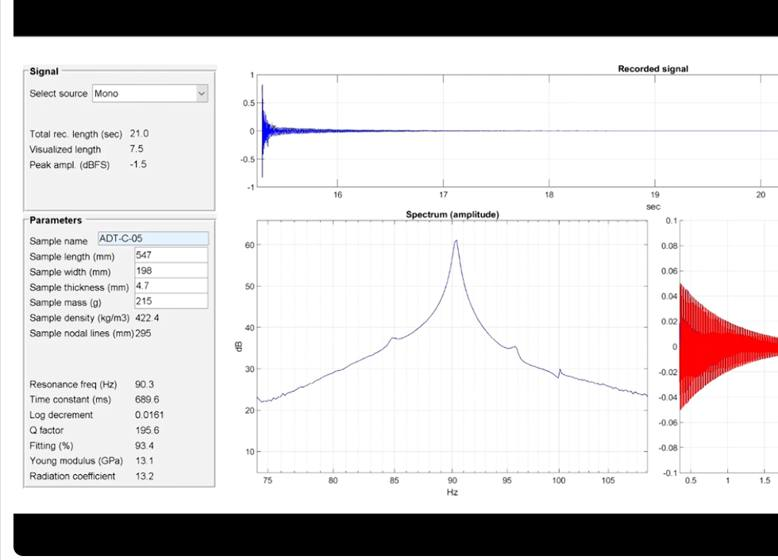 Signal
Select source Mono
Total rec. length (sec) 21.0
Visualized length 7.5
Peak ampl. (dBFS) -1.5
Parameters
Sample name ADT-C-05
Sample length (mm) 547
Sample width (mm) 198
Sample thickness (mm) 4.7
Sample mass (g) 215
Sample density (kg/m3) 422.4
Sample nodal lines (mm) 295
Resonance freq (Hz) 90.3
Time constant (ms) 689.6
Log decrement 0.0161
Q factor 195.6
Fitting (%) 93.4
Young modulus (GPa) 13.1
Radiation coefficient 13.2
Recorded signal
1
0.5
0
-0.5
-1
16 17 18 19 20
sec
Spectrum (amplitude)
60
50
40
30
20
10
dB
75 80 85 90 95 100 105
Hz
0.1
0.08
0.06
0.04
0.02
0
-0.02
-0.04
-0.06
-0.08
-0.1
0.5 1 1.5